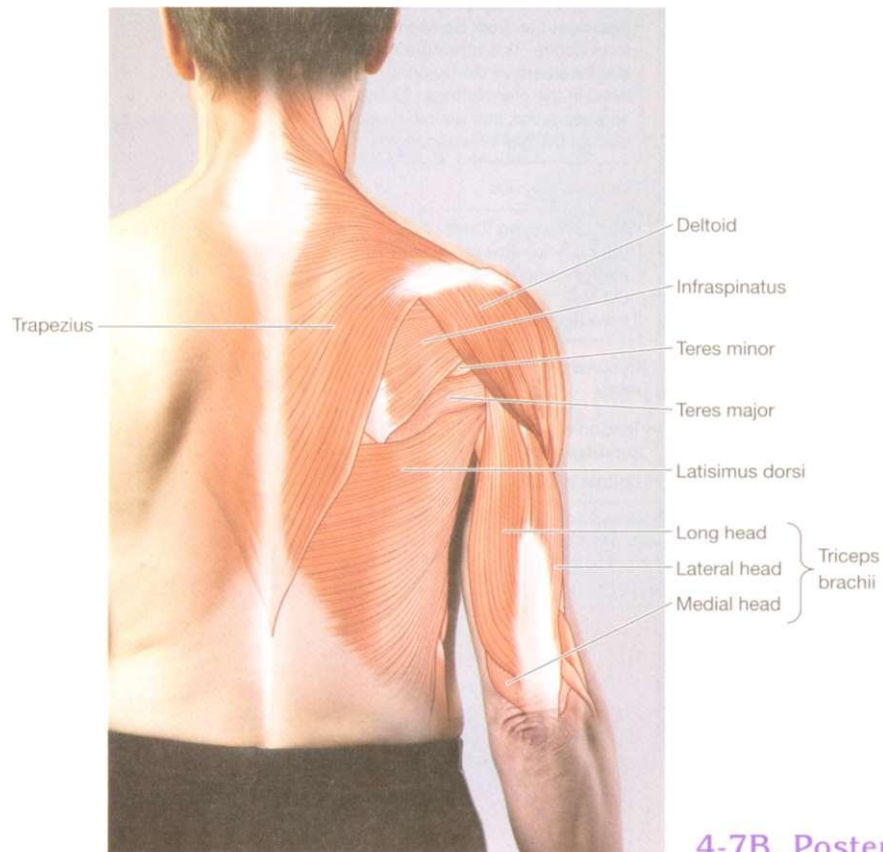 Deltoid
Infraspinatus
Trapezius
Teres minor
Teres major
Latisimus dorsi
Long head
Lateral head
Medial head
Triceps
brachii
4-7B Poster